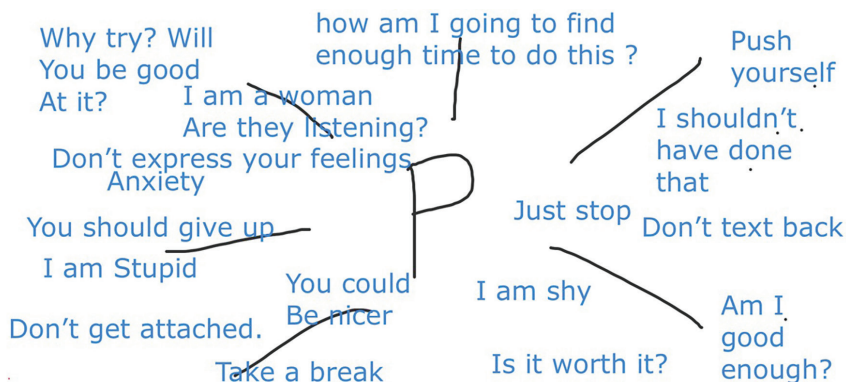 how am I going to find
enough time to do this ?
Why try? Will
You be good
At it?
Push
yourself
I am a woman
Are they listening?
I shouldn't
have done
that
Don't express your feelings
Anxiety
P
Just stop
You should give up
Don't text back
I am Stupid
You could
Be nicer
I am shy
Am I
good
enough?
Don't get attached.
Is it worth it?
Take a break